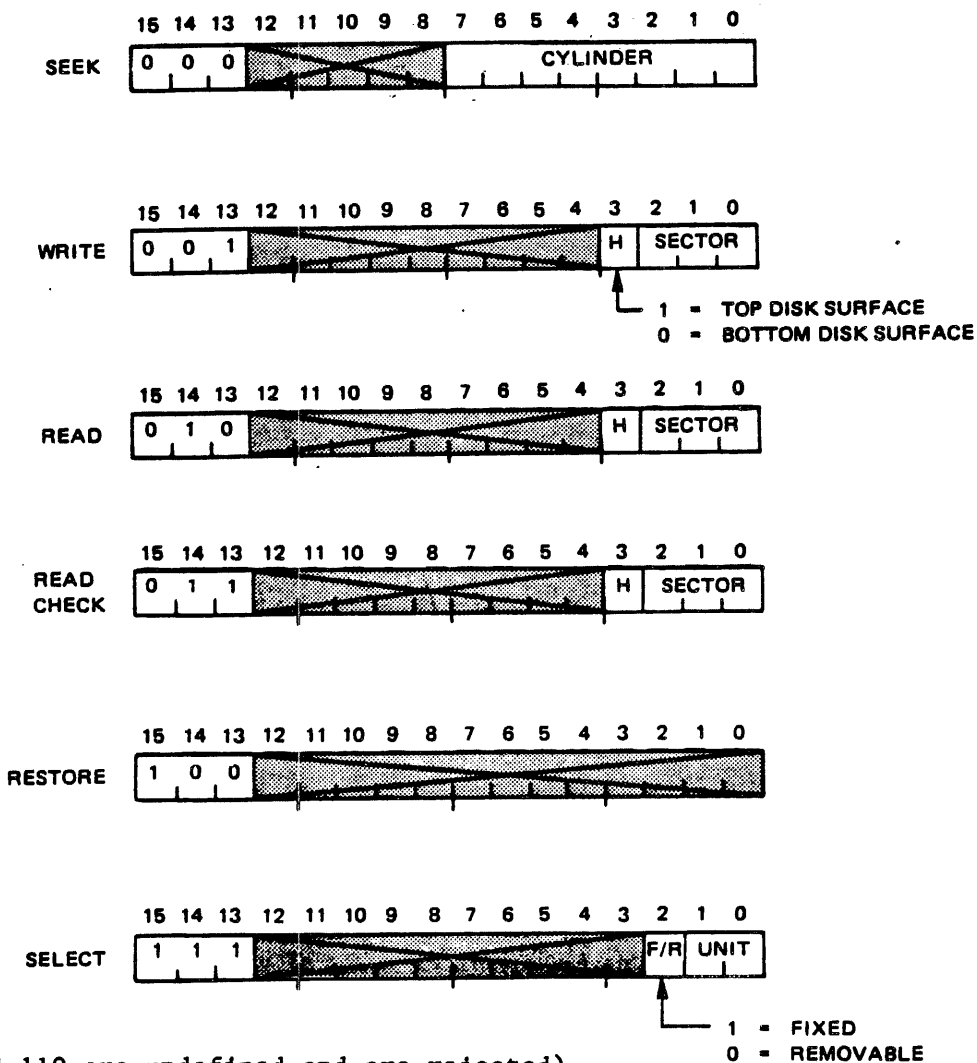 15 14 13 12 11 10 9 8 7 6 5 4 3 2 1 0
SEEK 0 0 0 CYLINDER
15 14 13 12 11 10 9 8 7 6 5 4 3 2 1 0
WRITE 0 0 1 H SECTOR
1 = TOP DISK SURFACE
0 = BOTTOM DISK SURFACE
15 14 13 12 11 10 9 8 7 6 5 4 3 2 1 0
READ 0 1 0 H SECTOR
15 14 13 12 11 10 9 8 7 6 5 4 3 2 1 0
READ CHECK 0 1 1 H SECTOR
15 14 13 12 11 10 9 8 7 6 5 4 3 2 1 0
RESTORE 1 0 0
15 14 13 12 11 10 9 8 7 6 5 4 3 2 1 0
SELECT 1 1 1 F/R UNIT
1 = FIXED
0 = REMOVABLE
110 are undefined and are rejected)